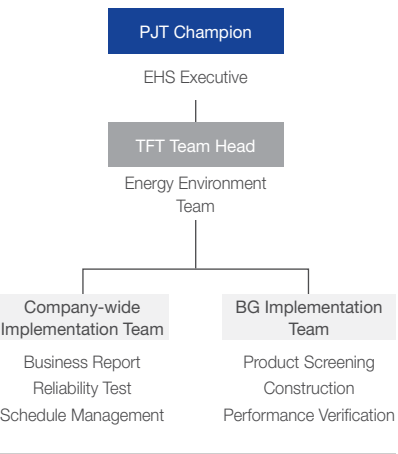 PJT Champion
EHS Executive
TFT Team Head
Energy Environment
Team
Company-wide
Implementation Team
Business Report
Reliability Test
Schedule Management
BG Implementation
Team
Product Screening
Construction
Performance Verification